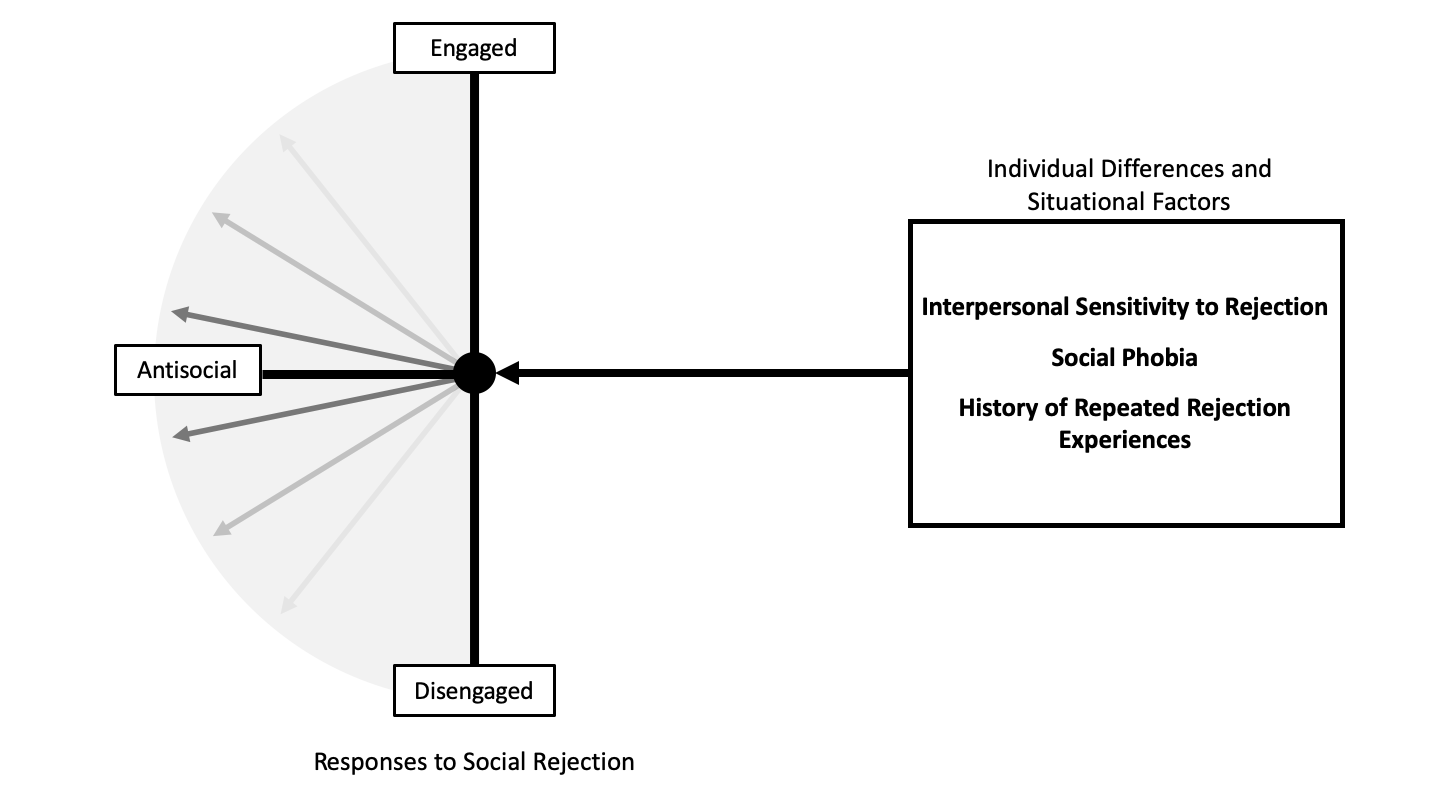 Engaged
Individual Differences and
Situational Factors
Interpersonal Sensitivity to Rejection
Social Phobia
Antisocial
History of Repeated Rejection
Experiences
Disengaged
Responses to Social Rejection